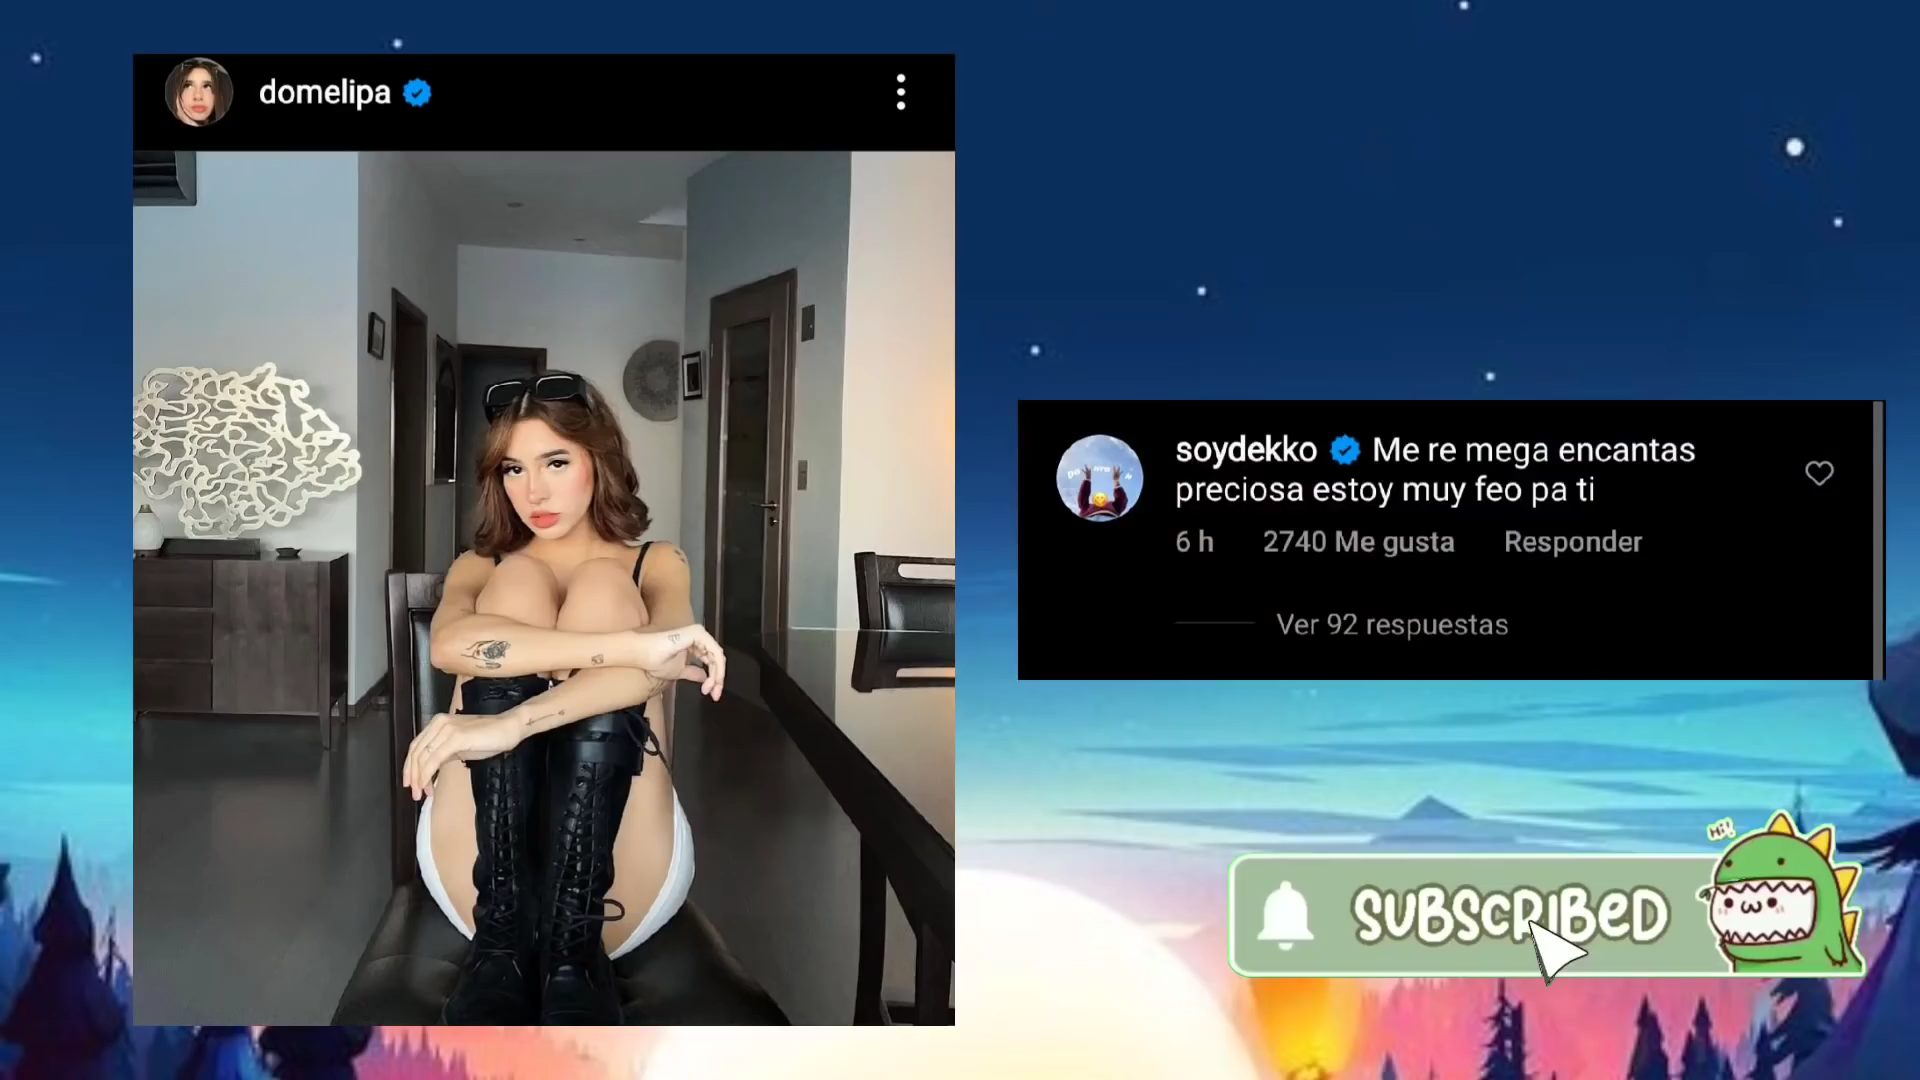 domelipa
soydekko Me re mega encantas
preciosa estoy muy feo pa ti
6 h 2740 Me gusta Responder
Ver 92 respuestas
Hi!
SUBSCRIBED